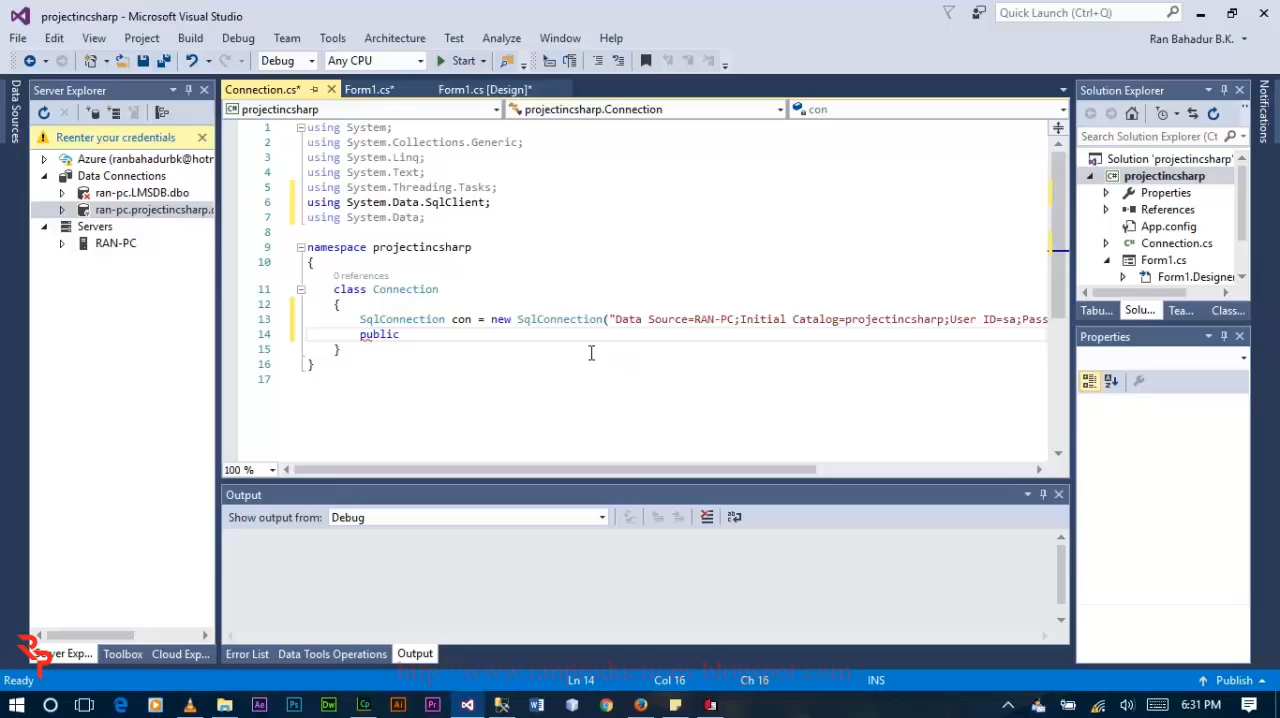 projectincsharp - Microsoft Visual Studio
Quick Launch (Ctrl+Q)
File Edit View Project Build Debug Team Tools Architecture Test Analyze Window Help
Ran Bahadur B.K.
Debug Any CPU Start
Data Sources
Server Explorer
Reenter your credentials
Azure (ranbahadurbk@hotn
Data Connections
ran-pc.LMSDB.dbo
ran-pc.projectincsharp.c
Servers
RAN-PC
Connection.cs* Form1.cs* Form1.cs [Design]*
projectincsharp projectincsharp.Connection con
1 using System;
2 using System.Collections.Generic;
3 using System.Linq;
4 using System.Text;
5 using System.Threading.Tasks;
6 using System.Data.SqlClient;
7 using System.Data;
8
9 namespace projectincsharp
10 {
0 references
11 class Connection
12 {
13 SqlConnection con = new SqlConnection("Data Source=RAN-PC;Initial Catalog=projectincsharp;User ID=sa;Pass
14 public
15 }
16 }
17
100 %
Output
Show output from: Debug
Solution Explorer
Search Solution Explorer (Ct
Solution 'projectincsharp'
projectincsharp
Properties
References
App.config
Connection.cs
Form1.cs
Form1.Designe
Tabu... Solu... Tea... Class...
Properties
Notifications
Server Exp... Toolbox Cloud Exp...
Error List Data Tools Operations Output
Ready Ln 14 Col 16 Ch 16 INS Publish
6:31 PM